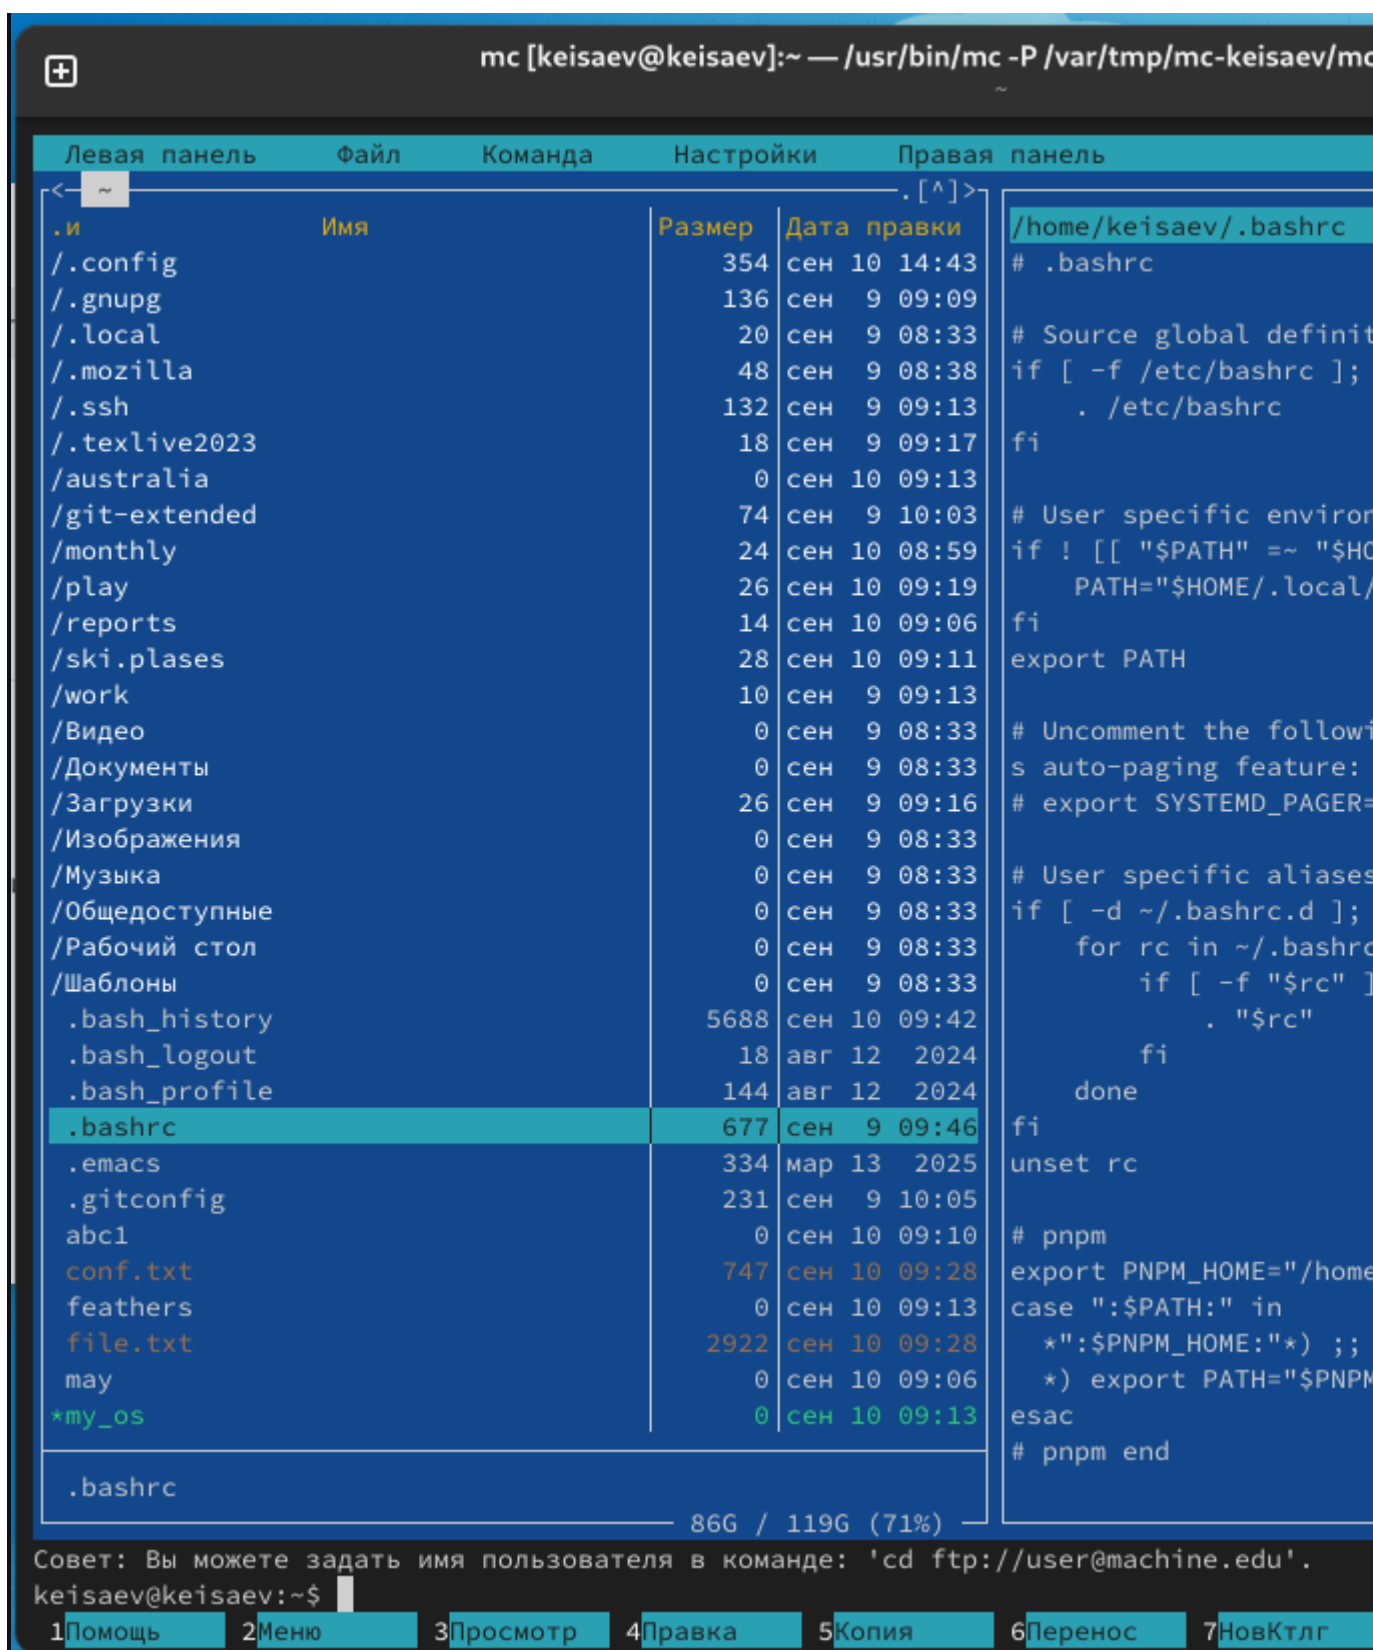 mc [keisaev@keisaev]:~ — /usr/bin/mc -P /var/tmp/mc-keisaev/mc
~
Левая панель Файл Команда Настройки Правая панель
<— ~ .[^]>
.и Имя Размер Дата правки
/.config 354 сен 10 14:43
/.gnupg 136 сен 9 09:09
/.local 20 сен 9 08:33
/.mozilla 48 сен 9 08:38
/.ssh 132 сен 9 09:13
/.texlive2023 18 сен 9 09:17
/australia 0 сен 10 09:13
/git-extended 74 сен 9 10:03
/monthly 24 сен 10 08:59
/play 26 сен 10 09:19
/reports 14 сен 10 09:06
/ski.plases 28 сен 10 09:11
/work 10 сен 9 09:13
/Видео 0 сен 9 08:33
/Документы 0 сен 9 08:33
/Загрузки 26 сен 9 09:16
/Изображения 0 сен 9 08:33
/Музыка 0 сен 9 08:33
/Общедоступные 0 сен 9 08:33
/Рабочий стол 0 сен 9 08:33
/Шаблоны 0 сен 9 08:33
.bash_history 5688 сен 10 09:42
.bash_logout 18 авг 12 2024
.bash_profile 144 авг 12 2024
.bashrc 677 сен 9 09:46
.emacs 334 мар 13 2025
.gitconfig 231 сен 9 10:05
abc1 0 сен 10 09:10
conf.txt 747 сен 10 09:28
feathers 0 сен 10 09:13
file.txt 2922 сен 10 09:28
may 0 сен 10 09:06
*my_os 0 сен 10 09:13
.bashrc
86G / 119G (71%)
/home/keisaev/.bashrc
# .bashrc
# Source global definit
if [ -f /etc/bashrc ];
. /etc/bashrc
fi
# User specific environ
if ! [[ "$PATH" =~ "$HO
PATH="$HOME/.local/
fi
export PATH
# Uncomment the followi
s auto-paging feature:
# export SYSTEMD_PAGER=
# User specific aliases
if [ -d ~/.bashrc.d ];
for rc in ~/.bashrc
if [ -f "$rc" ]
. "$rc"
fi
done
fi
unset rc
# pnpm
export PNPM_HOME="/home
case ":$PATH:" in
*":$PNPM_HOME:"*) ;;
*) export PATH="$PNPM
esac
# pnpm end
Совет: Вы можете задать имя пользователя в команде: 'cd ftp://user@machine.edu'.
keisaev@keisaev:~$
1Помощь 2Меню 3Просмотр 4Правка 5Копия 6Перенос 7НовКтлг